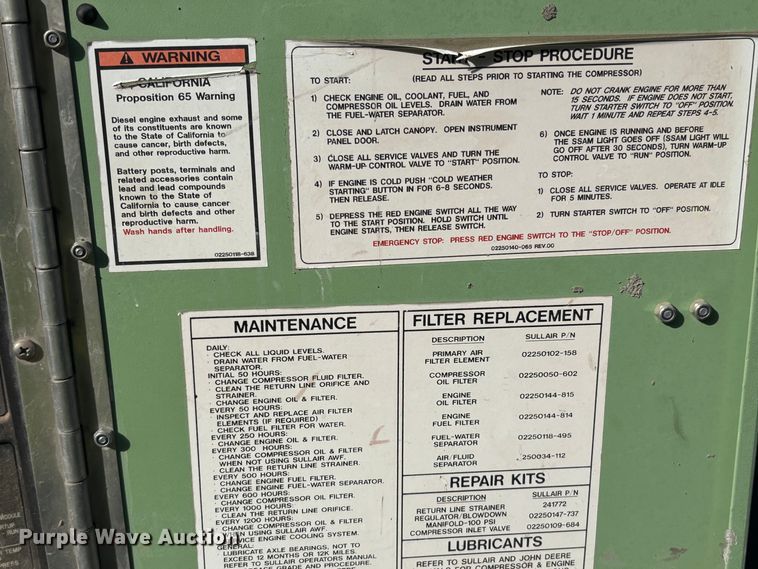 WARNING
CALIFORNIA
Proposition 65 Warning
Diesel engine exhaust and some
of its constituents are known
to the State of California to
cause cancer, birth defects,
and other reproductive harm.
Battery posts, terminals and
related accessories contain
lead and lead compounds
known to the State of
California to cause cancer
and birth defects and other
reproductive harm.
Wash hands after handling.
02250118-638
STOP PROCEDURE
(READ ALL STEPS PRIOR TO STARTING THE COMPRESSOR)
TO START:
1) CHECK ENGINE OIL, COOLANT, FUEL, AND
COMPRESSOR OIL LEVELS. DRAIN WATER FROM
THE FUEL-WATER SEPARATOR.
2) CLOSE AND LATCH CANOPY. OPEN INSTRUMENT
PANEL DOOR.
3) CLOSE ALL SERVICE VALVES AND TURN THE
WARM-UP CONTROL VALVE TO "START" POSITION.
4) IF ENGINE IS COLD PUSH "COLD WEATHER
STARTING" BUTTON IN FOR 6-8 SECONDS.
THEN RELEASE.
5) DEPRESS THE RED ENGINE SWITCH ALL THE WAY
TO THE START POSITION. HOLD SWITCH UNTIL
ENGINE STARTS, THEN RELEASE SWITCH.
NOTE: DO NOT CRANK ENGINE FOR MORE THAN
15 SECONDS. IF ENGINE DOES NOT START,
TURN STARTER SWITCH TO "OFF" POSITION.
WAIT 1 MINUTE AND REPEAT STEPS 4-5.
6) ONCE ENGINE IS RUNNING AND BEFORE
THE SSAM LIGHT GOES OFF (SSAM LIGHT WILL
GO OFF AFTER 30 SECONDS), TURN WARM-UP
CONTROL VALVE TO "RUN" POSITION.
TO STOP:
1) CLOSE ALL SERVICE VALVES. OPERATE AT IDLE
FOR 5 MINUTES.
2) TURN STARTER SWITCH TO "OFF" POSITION.
EMERGENCY STOP: PRESS RED ENGINE SWITCH TO THE "STOP/OFF" POSITION.
02250140-065 REV.00
MAINTENANCE
DAILY:
· CHECK ALL LIQUID LEVELS.
· DRAIN WATER FROM FUEL-WATER
SEPARATOR.
INITIAL 50 HOURS:
· CHANGE COMPRESSOR FLUID FILTER.
· CLEAN THE RETURN LINE ORIFICE AND
STRAINER.
· CHANGE ENGINE OIL & FILTER.
EVERY 50 HOURS:
· INSPECT AND REPLACE AIR FILTER
ELEMENTS (IF REQUIRED)
· CHECK FUEL FILTER FOR WATER.
EVERY 250 HOURS:
· CHANGE ENGINE OIL & FILTER.
EVERY 300 HOURS:
· CHANGE COMPRESSOR OIL & FILTER
WHEN NOT USING SULLAIR AWF.
· CLEAN THE RETURN LINE STRAINER.
EVERY 500 HOURS:
· CHANGE ENGINE FUEL FILTER.
· CHANGE ENGINE FUEL-WATER SEPARATOR.
EVERY 600 HOURS:
· CHANGE COMPRESSOR OIL FILTER.
EVERY 1000 HOURS:
· CLEAN THE RETURN LINE ORIFICE.
EVERY 1200 HOURS:
· CHANGE COMPRESSOR OIL & FILTER
WHEN USING SULLAIR AWF.
ENGINE COOLING SYSTEM.
GENERAL:
LUBRICATE AXLE BEARINGS, NOT TO
EXCEED 12 MONTHS OR 12K MILES.
REFER TO SULLAIR OPERATORS MANUAL
GRADE AND PROCEDURE.
FILTER REPLACEMENT
DESCRIPTION SULLAIR P/N
PRIMARY AIR
FILTER ELEMENT 02250102-158
COMPRESSOR
OIL FILTER 02250050-602
ENGINE
OIL FILTER 02250144-815
ENGINE
FUEL FILTER 02250144-814
FUEL-WATER
SEPARATOR 02250118-495
AIR/FLUID
SEPARATOR 250034-112
REPAIR KITS
DESCRIPTION SULLAIR P/N
RETURN LINE STRAINER 241772
REGULATOR/BLOWDOWN 02250147-737
MANIFOLD-100 PSI
COMPRESSOR INLET VALVE 02250109-684
LUBRICANTS
REFER TO SULLAIR AND JOHN DEERE
FOR COMPRESSOR & ENGINE
Purple Wave Auction